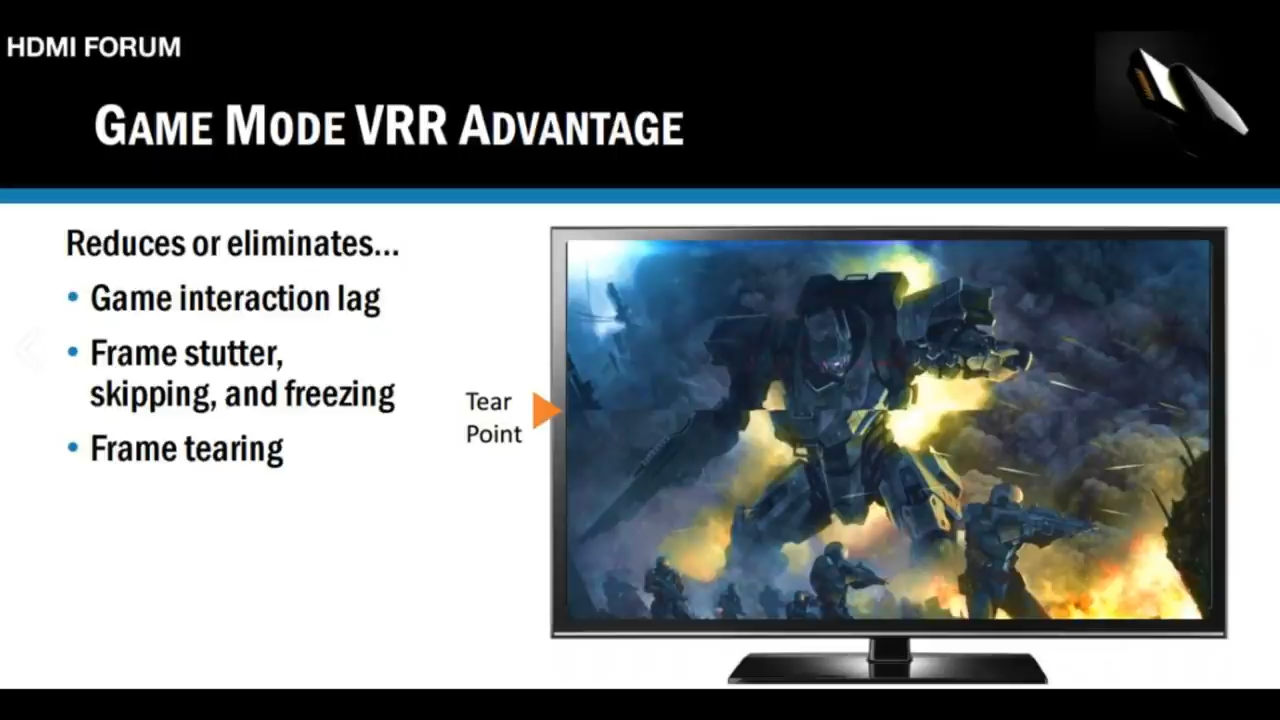 HDMI FORUM
GAME MODE VRR ADVANTAGE
Reduces or eliminates...
• Game interaction lag
• Frame stutter,
skipping, and freezing
• Frame tearing
Tear
Point